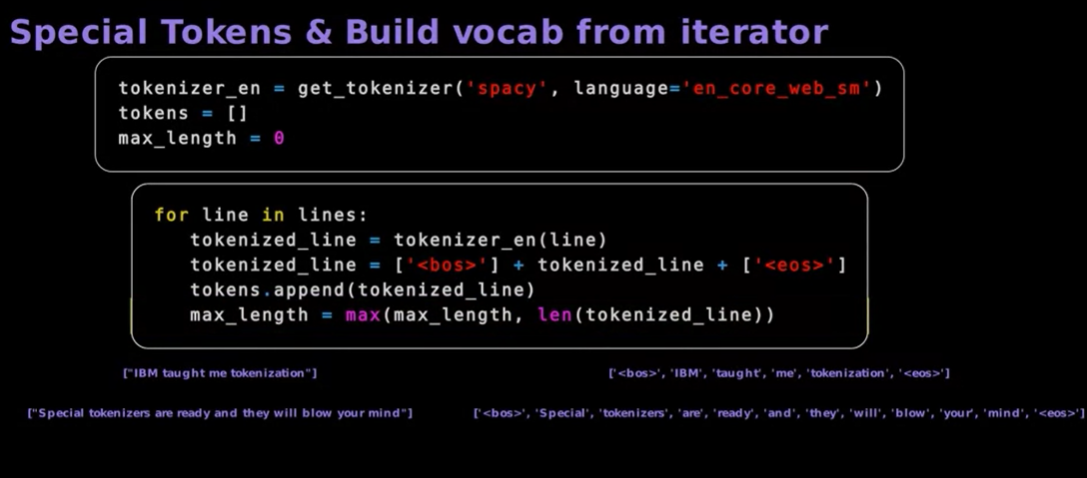 Special Tokens & Build vocab from iterator
tokenizer_en = get_tokenizer('spacy', language='en_core_web_sm')
tokens = []
max_length = 0
for line in lines:
    tokenized_line = tokenizer_en(line)
    tokenized_line = ['<bos>'] + tokenized_line + ['<eos>']
    tokens.append(tokenized_line)
    max_length = max(max_length, len(tokenized_line))
["IBM taught me tokenization"]
['<bos>', 'IBM', 'taught', 'me', 'tokenization', '<eos>']
["Special tokenizers are ready and they will blow your mind"]
['<bos>', 'Special', 'tokenizers', 'are', 'ready', 'and', 'they', 'will', 'blow', 'your', 'mind', '<eos>']